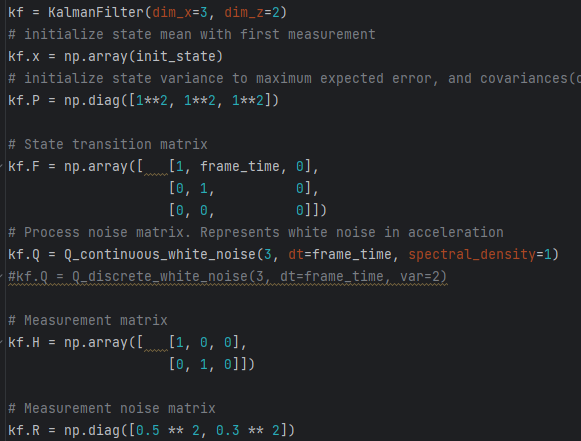 kf = KalmanFilter(dim_x=3, dim_z=2)
# initialize state mean with first measurement
kf.x = np.array(init_state)
# initialize state variance to maximum expected error, and
kf.P = np.diag([1**2, 1**2, 1**2])
# State transition matrix
kf.F = np.array([   [1, frame_time, 0],
                    [0, 1,          0],
                    [0, 0,          0]])
# Process noise matrix. Represents white noise in acceleration
kf.Q = Q_continuous_white_noise(3, dt=frame_time, spectral_density=1)
#kf.Q = Q_discrete_white_noise(3, dt=frame_time, var=2)
# Measurement matrix
kf.H = np.array([   [1, 0, 0],
                    [0, 1, 0]])
# Measurement noise matrix
kf.R = np.diag([0.5 ** 2, 0.3 ** 2])